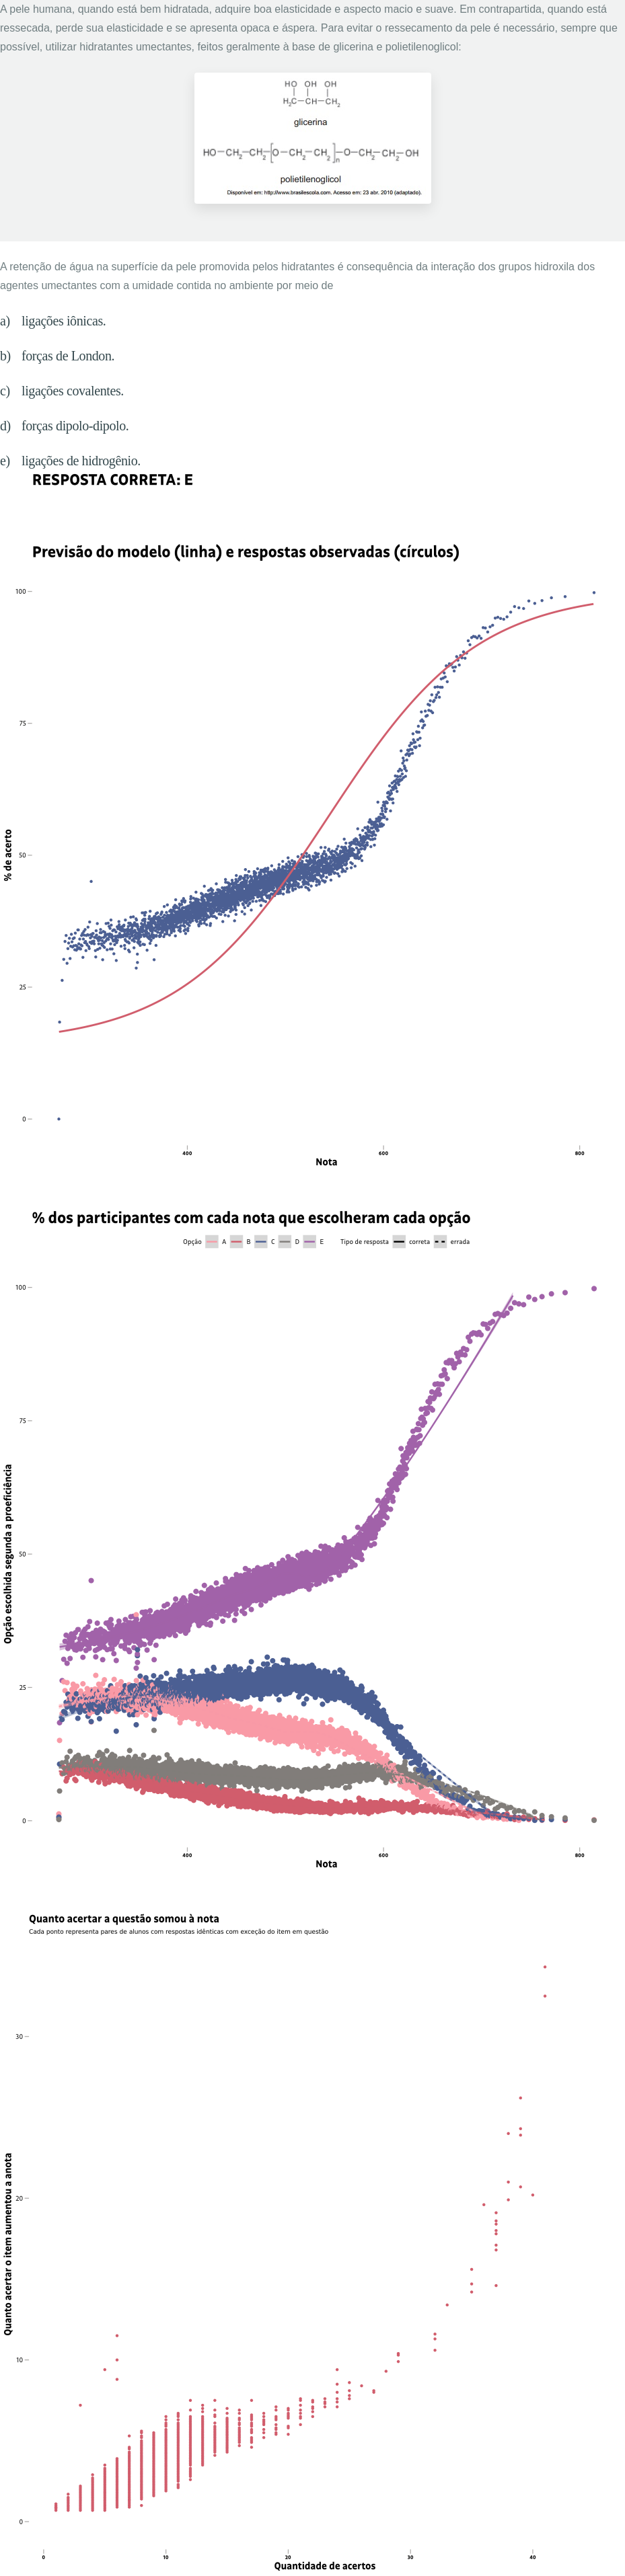 A pele humana, quando está bem hidratada, adquire boa elasticidade e aspecto macio e suave. Em contrapartida, quando está
ressecada, perde sua elasticidade e se apresenta opaca e áspera. Para evitar o ressecamento da pele é necessário, sempre que
possível, utilizar hidratantes umectantes, feitos geralmente à base de glicerina e polietilenoglicol:
HO OH OH
H2C—CH—CH2
glicerina
HO—CH2—CH2[O—CH2—CH2]nO—CH2—CH2—OH
polietilenoglicol
Disponível em: http://www.brasilescola.com. Acesso em: 23 abr. 2010 (adaptado).
A retenção de água na superfície da pele promovida pelos hidratantes é consequência da interação dos grupos hidroxila dos
agentes umectantes com a umidade contida no ambiente por meio de
a) ligações iônicas.
b) forças de London.
c) ligações covalentes.
d) forças dipolo-dipolo.
e) ligações de hidrogênio.
RESPOSTA CORRETA: E
Previsão do modelo (linha) e respostas observadas (círculos)
100
75
50
25
0
% de acerto
400 600 800
Nota
% dos participantes com cada nota que escolheram cada opção
Opção A B C D E Tipo de resposta correta errada
100
75
50
25
0
Opção escolhida segunda a proeficiência
400 600 800
Nota
Quanto acertar a questão somou à nota
Cada ponto representa pares de alunos com respostas idênticas com exceção do item em questão
30
20
10
0
Quanto acertar o item aumentou a anota
0 10 20 30 40
Quantidade de acertos